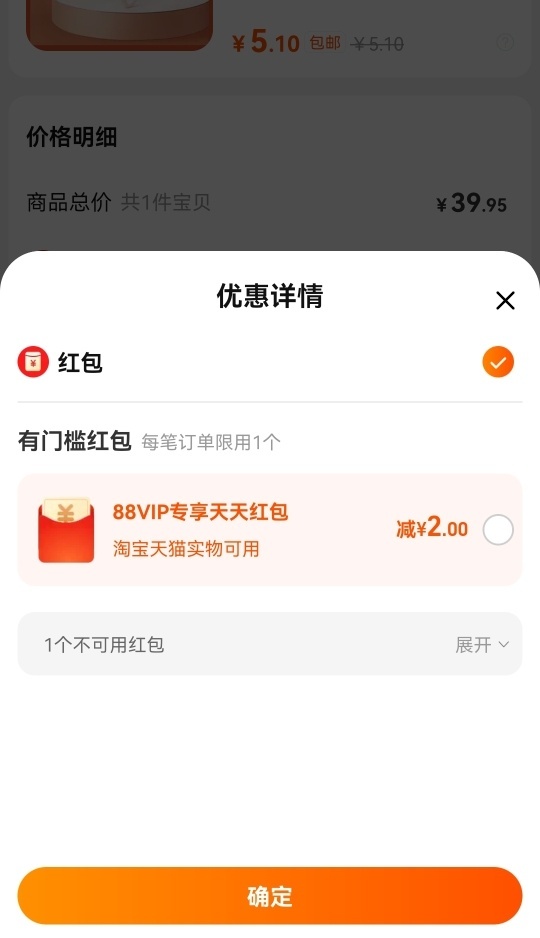 ¥5.10 包邮 ¥5.10
价格明细
商品总价 共1件宝贝 ¥39.95
优惠详情
红包
有门槛红包 每笔订单限用1个
88VIP专享天天红包
淘宝天猫实物可用
减¥2.00
1个不可用红包 展开
确定